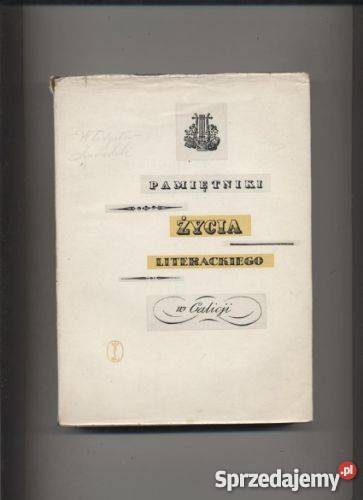 PAMIĘTNIKI
ŻYCIA
LITERACKIEGO
w Galicji
Sprzedajemy.pl